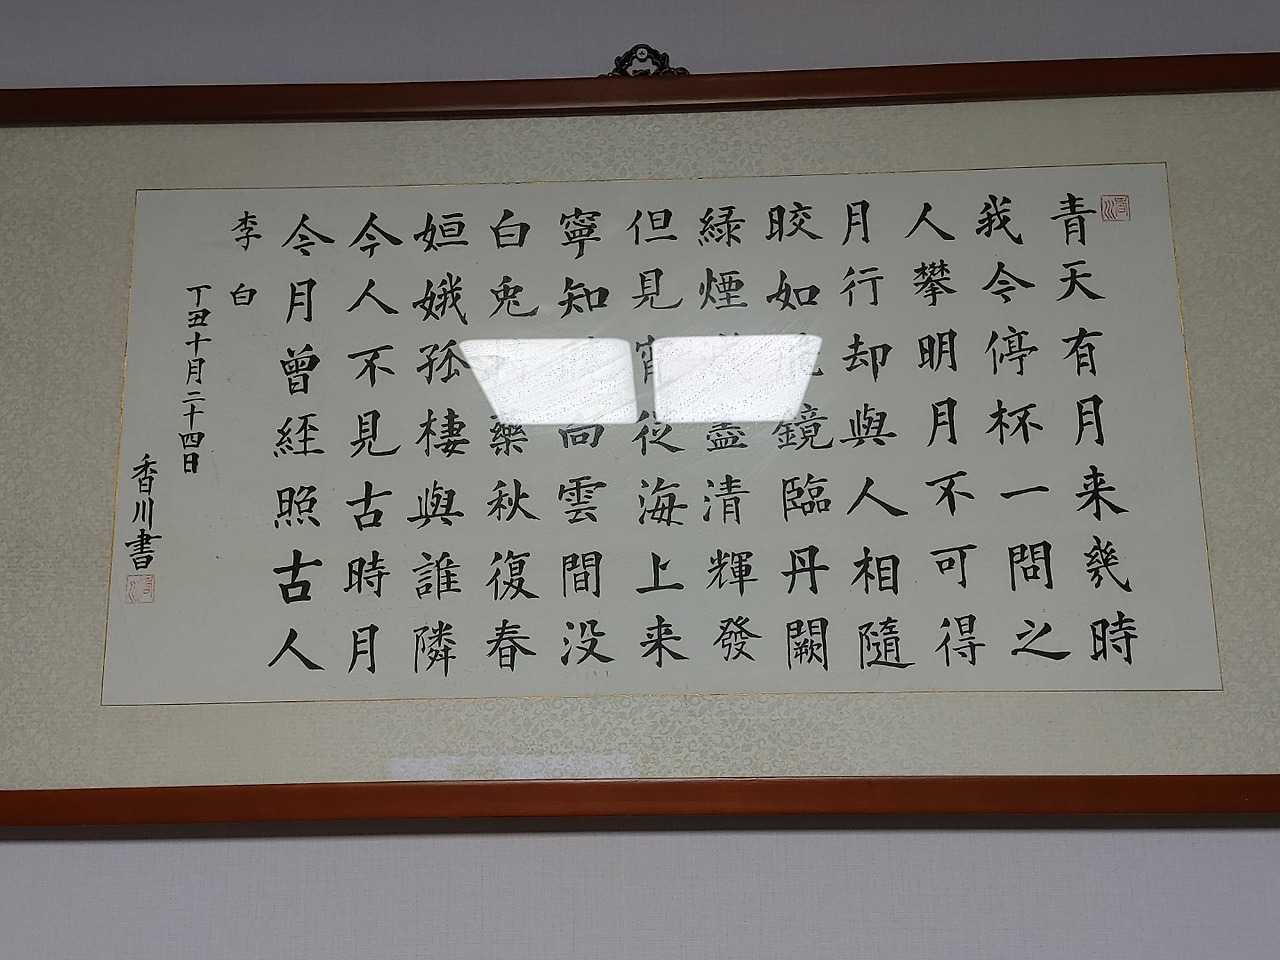 青天有月来幾時
我今停杯一問之
人攀明月不可得
月行却與人相隨
皎如飛鏡臨丹闕
緑煙盡清輝發
但見宵從海上来
寧知向雲間没
白兔藥秋復春
姮娥孤棲與誰隣
今人不見古時月
今月曾経照古人
李白
丁丑十月二十四日
香川書